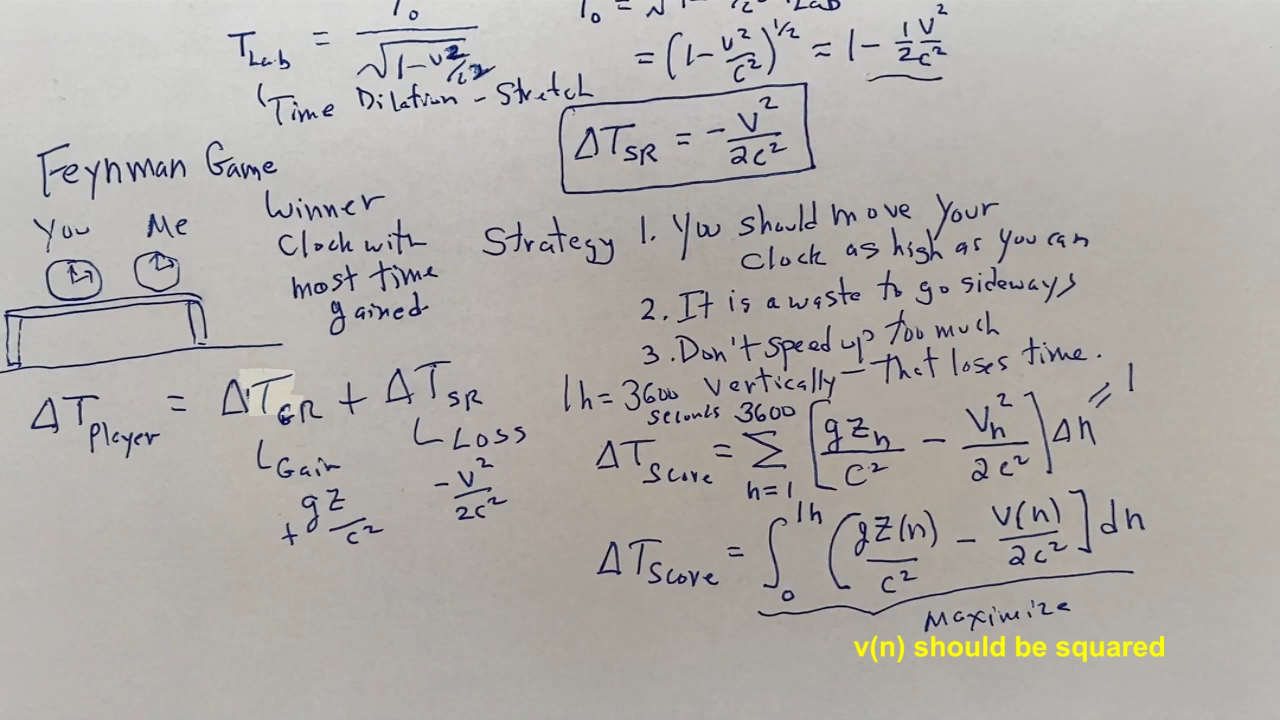 T_Lab = T_0 / √(1-v²/c²)
= (1 - v²/c²)^1/2 = 1 - 1/2 v²/c²
Time Dilation - Stretch
ΔT_SR = - v²/2c²
Feynman Game
You Me
Winner
Clock with
most time
gained
Strategy 1. You should move your
clock as high as you can
2. It is a waste to go sideways
3. Don't speed up too much
vertically - that loses time.
ΔT_Player = ΔT_GR + ΔT_SR
Gain
+ gz/c²
Loss
- v²/2c²
1h = 3600
seconds
ΔT_Score = Σ_{n=1}^{3600} [gz_n/c² - v_n²/2c²] Δn = 1
ΔT_Score = ∫_0^{1h} (gz(n)/c² - v(n)/2c²] dn
Maximize
v(n) should be squared